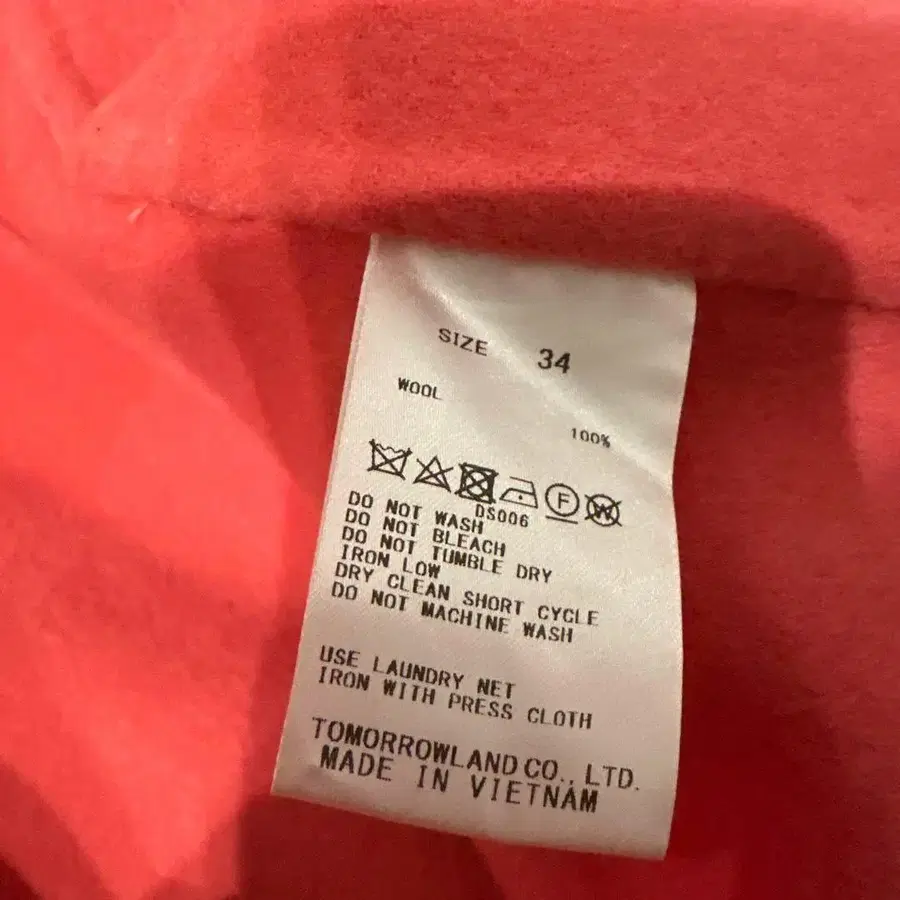 SIZE 34
WOOL
100%
F W
DS006
DO NOT WASH
DO NOT BLEACH
DO NOT TUMBLE DRY
IRON LOW
DRY CLEAN SHORT CYCLE
DO NOT MACHINE WASH
USE LAUNDRY NET
IRON WITH PRESS CLOTH
TOMORROWLAND CO., LTD.
MADE IN VIETNAM